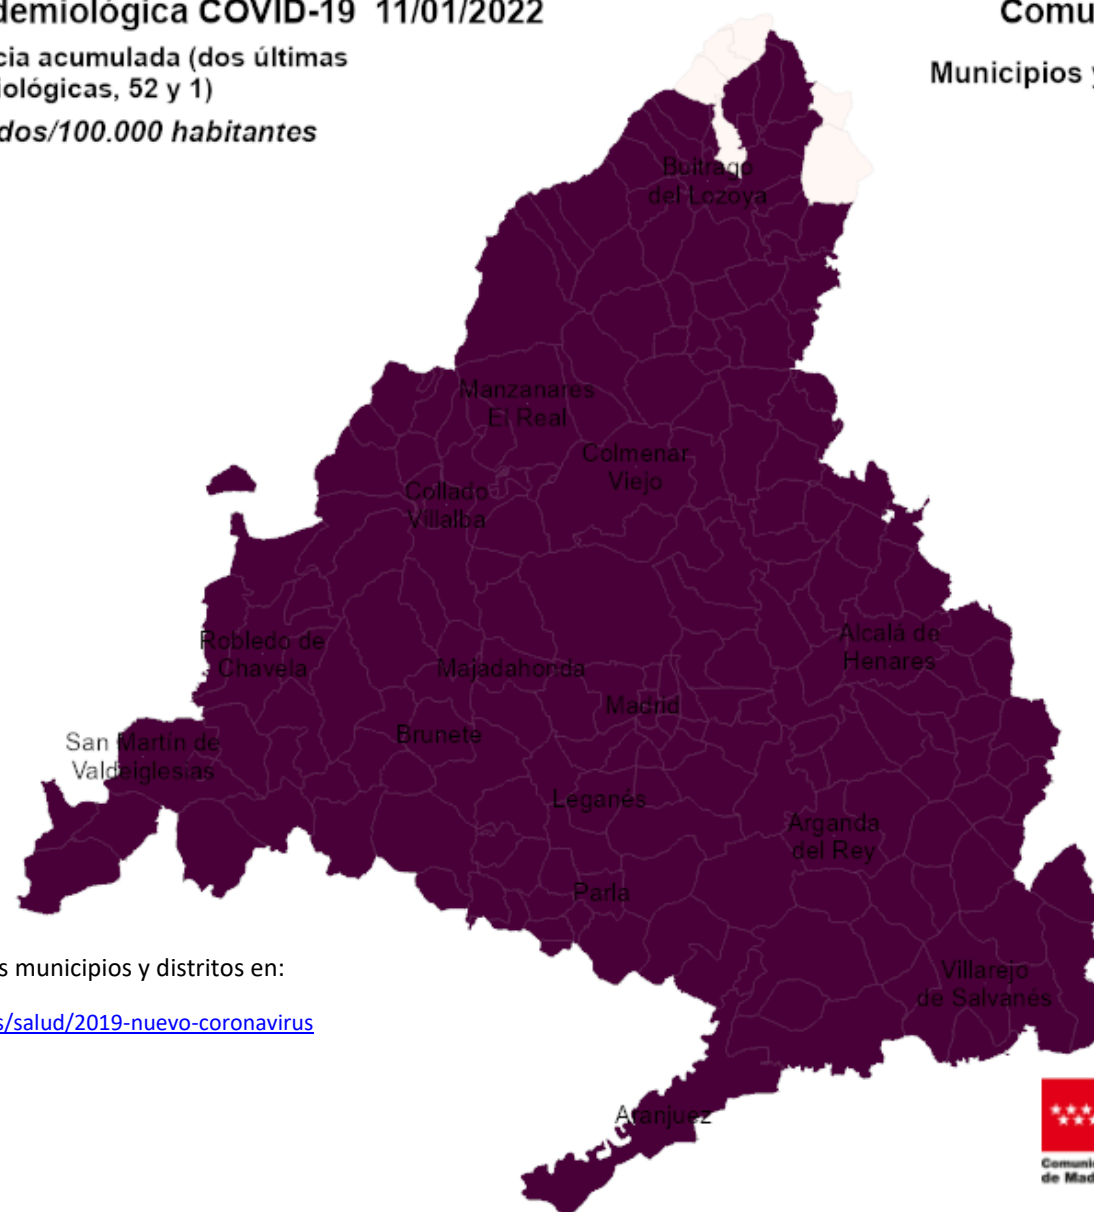 demiológica COVID-19 11/01/2022
Comu
cia acumulada (dos últimas
iológicas, 52 y 1)
Municipios y
dos/100.000 habitantes
Buitrago
del Lozoya
Manzanares
El Real
Colmenar
Viejo
Collado
Villalba
Robledo de
Chavela
Alcalá de
Henares
Majadahonda
Madrid
Brunete
San Martín de
Valdeiglesias
Leganés
Arganda
del Rey
Parla
s municipios y distritos en:
Villarejo
de Salvanés
s/salud/2019-nuevo-coronavirus
Aranjuez
Comuni
de Mad